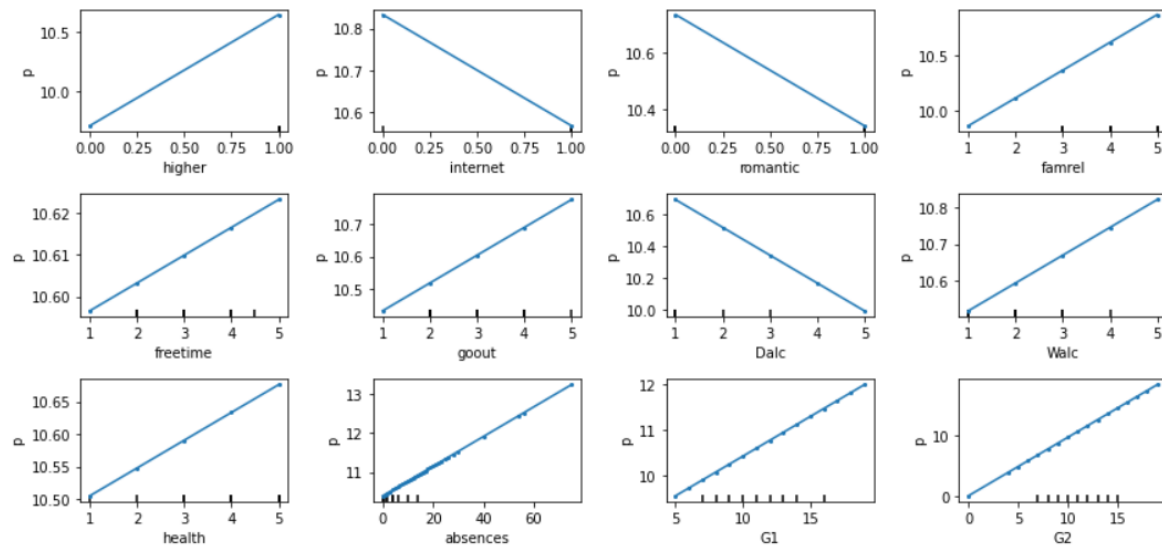 10.5
10.0
p
0.00 0.25 0.50 0.75 1.00
higher
10.8
10.7
10.6
p
0.00 0.25 0.50 0.75 1.00
internet
10.6
10.4
p
0.00 0.25 0.50 0.75 1.00
romantic
10.5
10.0
p
1 2 3 4 5
famrel
10.62
10.61
10.60
p
1 2 3 4 5
freetime
10.7
10.6
10.5
p
1 2 3 4 5
goout
10.6
10.4
10.2
10.0
p
1 2 3 4 5
Dalc
10.8
10.7
10.6
p
1 2 3 4 5
Walc
10.65
10.60
10.55
10.50
p
1 2 3 4 5
health
13
12
11
p
0 20 40 60
absences
12
11
10
p
5 10 15
G1
10
0
p
0 5 10 15
G2